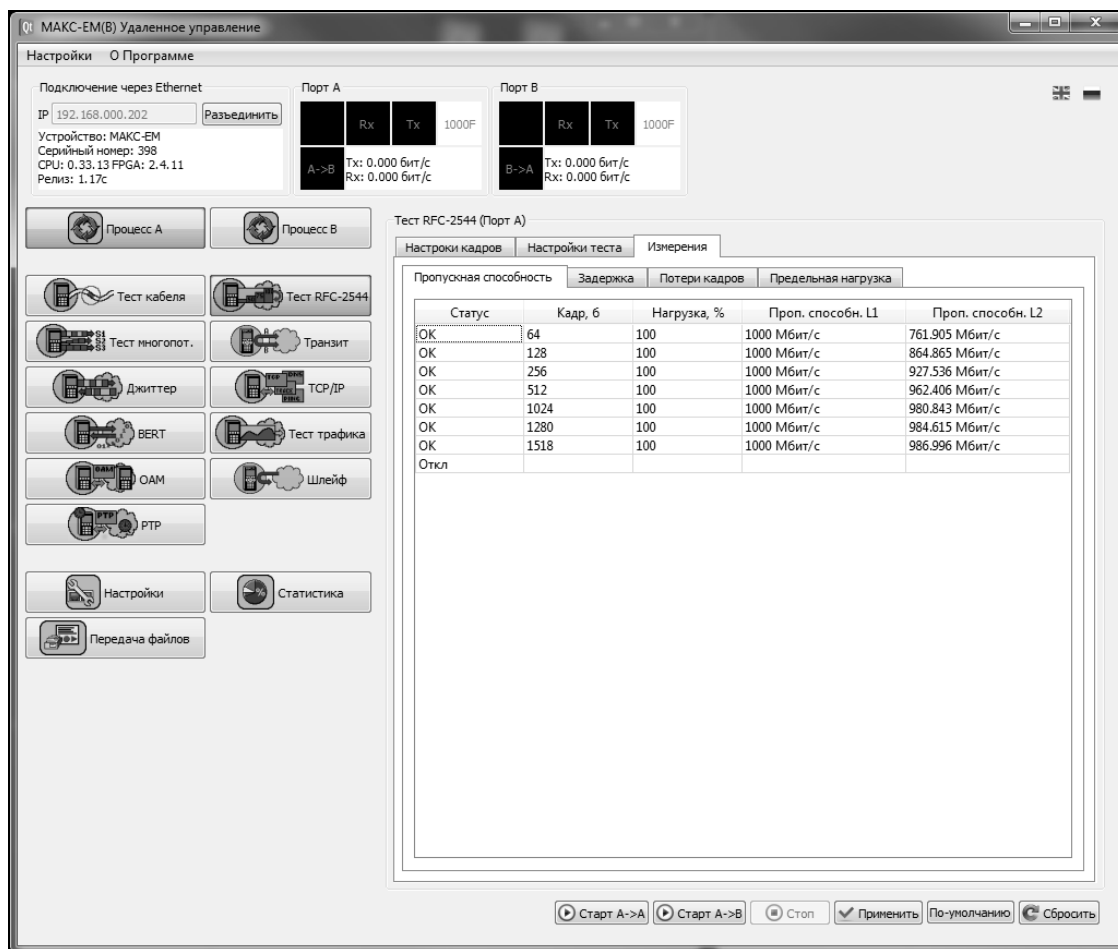 МАКС-ЕМ(В) Удаленное управление
Настройки О Программе
Подключение через Ethernet
IP 192.168.000.202 Разъединить
Устройство: МАКС-ЕМ
Серийный номер: 398
CPU: 0.33.13 FPGA: 2.4.11
Релиз: 1.17c
Порт А
Rx Tx 1000F
A->B
Tx: 0.000 бит/с
Rx: 0.000 бит/с
Порт В
Rx Tx 1000F
B->A
Tx: 0.000 бит/с
Rx: 0.000 бит/с
Процесс А
Процесс В
Тест кабеля
Тест RFC-2544
Тест многопот.
Транзит
Джиттер
TCP/IP
BERT
Тест трафика
OAM
Шлейф
PTP
Настройки
Статистика
Передача файлов
Тест RFC-2544 (Порт А)
Настроки кадров Настройки теста Измерения
Пропускная способность Задержка Потери кадров Предельная нагрузка
Статус Кадр, б Нагрузка, % Проп. способн. L1 Проп. способн. L2
OK 64 100 1000 Мбит/с 761.905 Мбит/с
OK 128 100 1000 Мбит/с 864.865 Мбит/с
OK 256 100 1000 Мбит/с 927.536 Мбит/с
OK 512 100 1000 Мбит/с 962.406 Мбит/с
OK 1024 100 1000 Мбит/с 980.843 Мбит/с
OK 1280 100 1000 Мбит/с 984.615 Мбит/с
OK 1518 100 1000 Мбит/с 986.996 Мбит/с
Откл
Старт A->A Старт A->B Стоп Применить По-умолчанию Сбросить